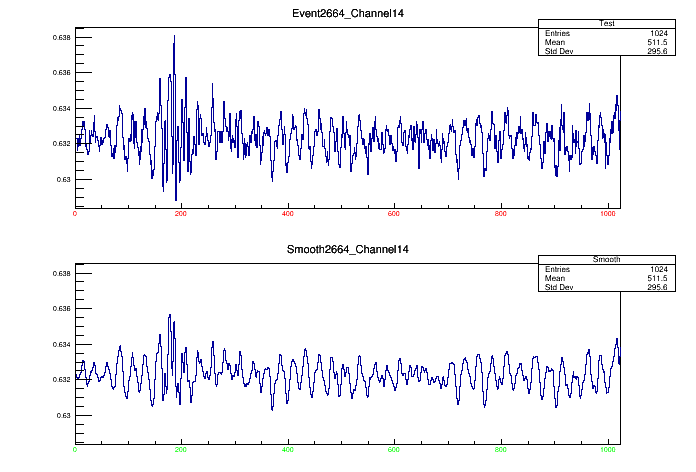 Event2664_Channel14
Test
Entries 1024
Mean 511.5
Std Dev 295.6
0.638
0.636
0.634
0.632
0.63
0 200 400 600 800 1000
Smooth2664_Channel14
Smooth
Entries 1024
Mean 511.5
Std Dev 295.6
0.638
0.636
0.634
0.632
0.63
0 200 400 600 800 1000